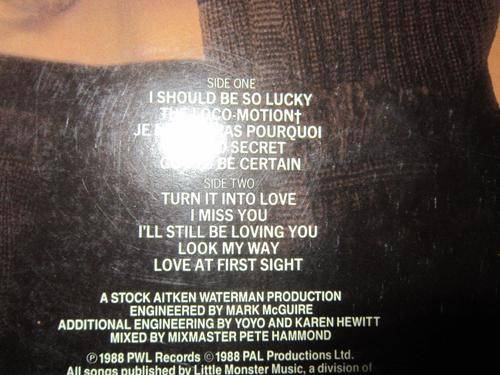 SIDE ONE
I SHOULD BE SO LUCKY
THE LOCO-MOTION†
JE PAS POURQUOI
SECRET
BE CERTAIN
SIDE TWO
TURN IT INTO LOVE
I MISS YOU
I'LL STILL BE LOVING YOU
LOOK MY WAY
LOVE AT FIRST SIGHT
A STOCK AITKEN WATERMAN PRODUCTION
ENGINEERED BY MARK McGUIRE
ADDITIONAL ENGINEERING BY YOYO AND KAREN HEWITT
MIXED BY MIXMASTER PETE HAMMOND
℗1988 PWL Records ©1988 PAL Productions Ltd.
All songs published by Little Monster Music, a division of